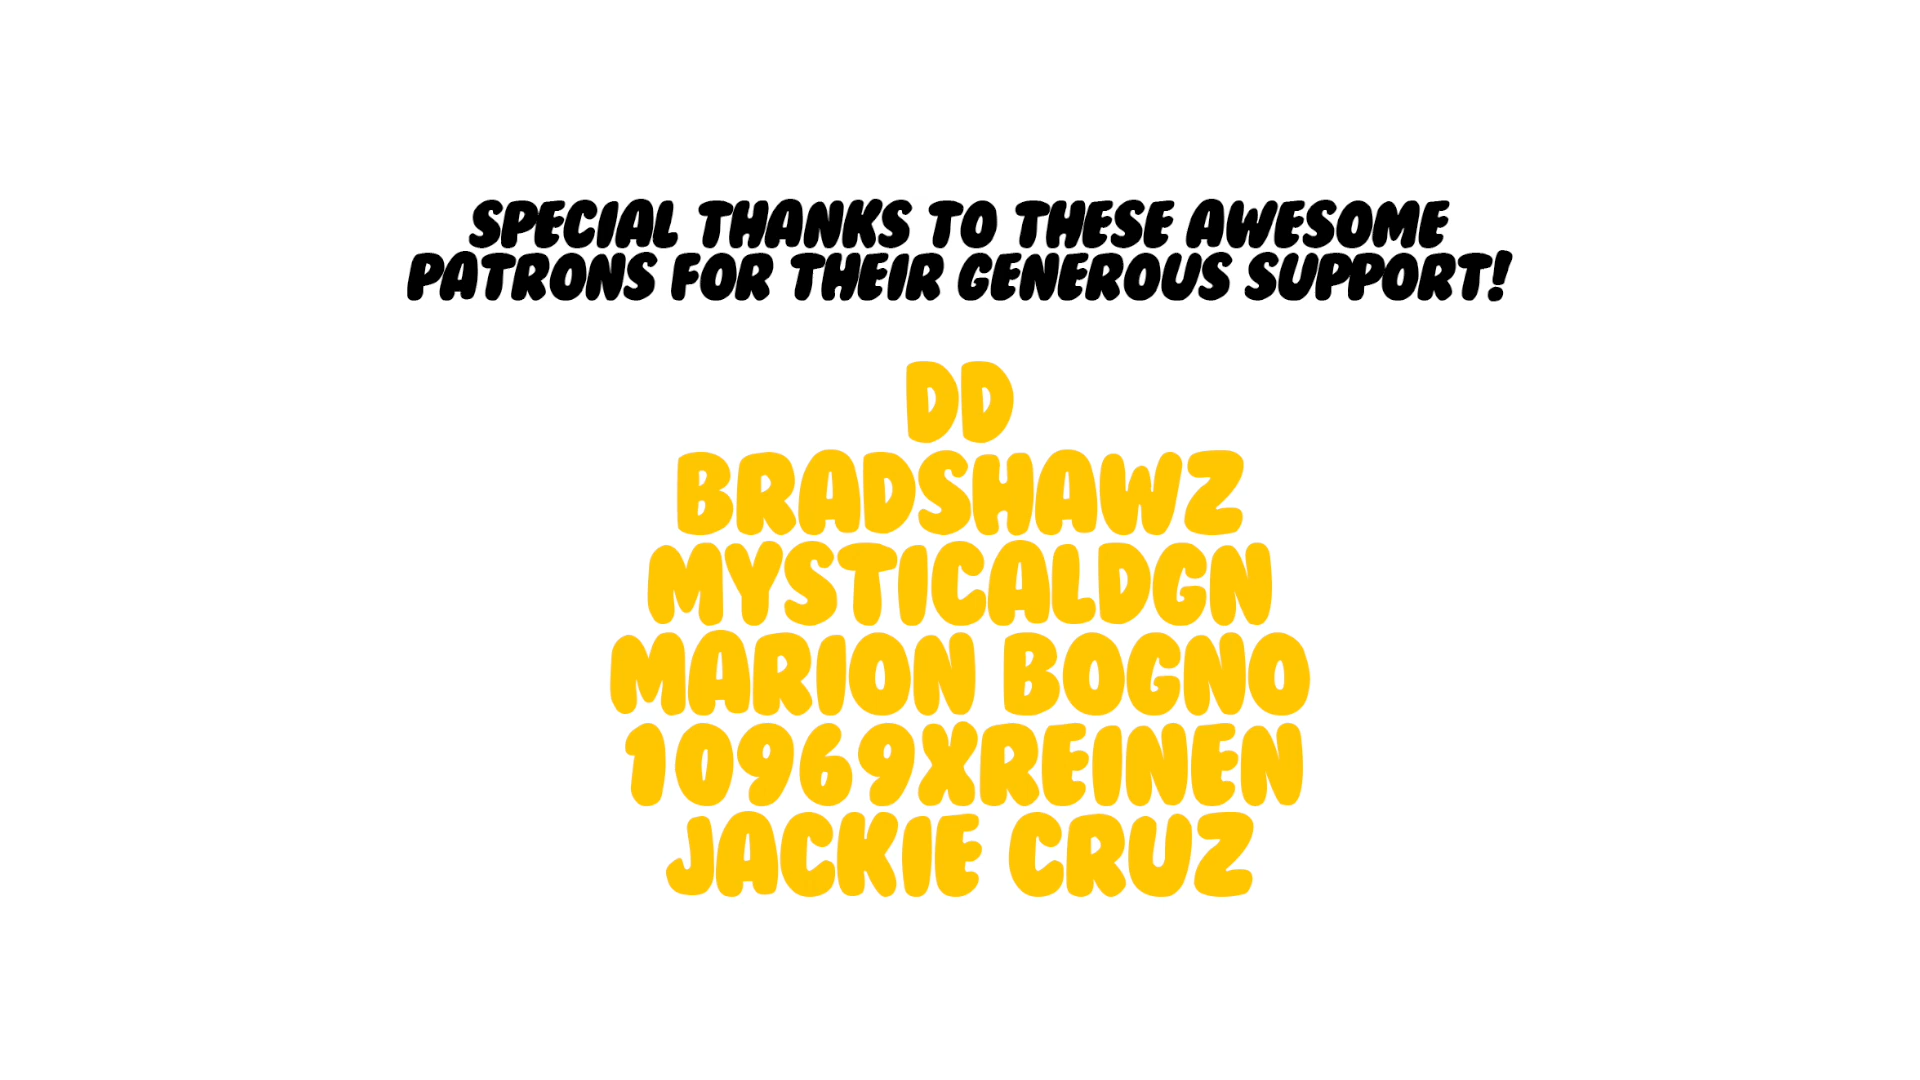 SPECIAL THANKS TO THESE AWESOME
PATRONS FOR THEIR GENEROUS SUPPORT!
DD
BRADSHAWZ
MYSTICALDGN
MARION BOGNO
10969XREINEN
JACKIE CRUZ